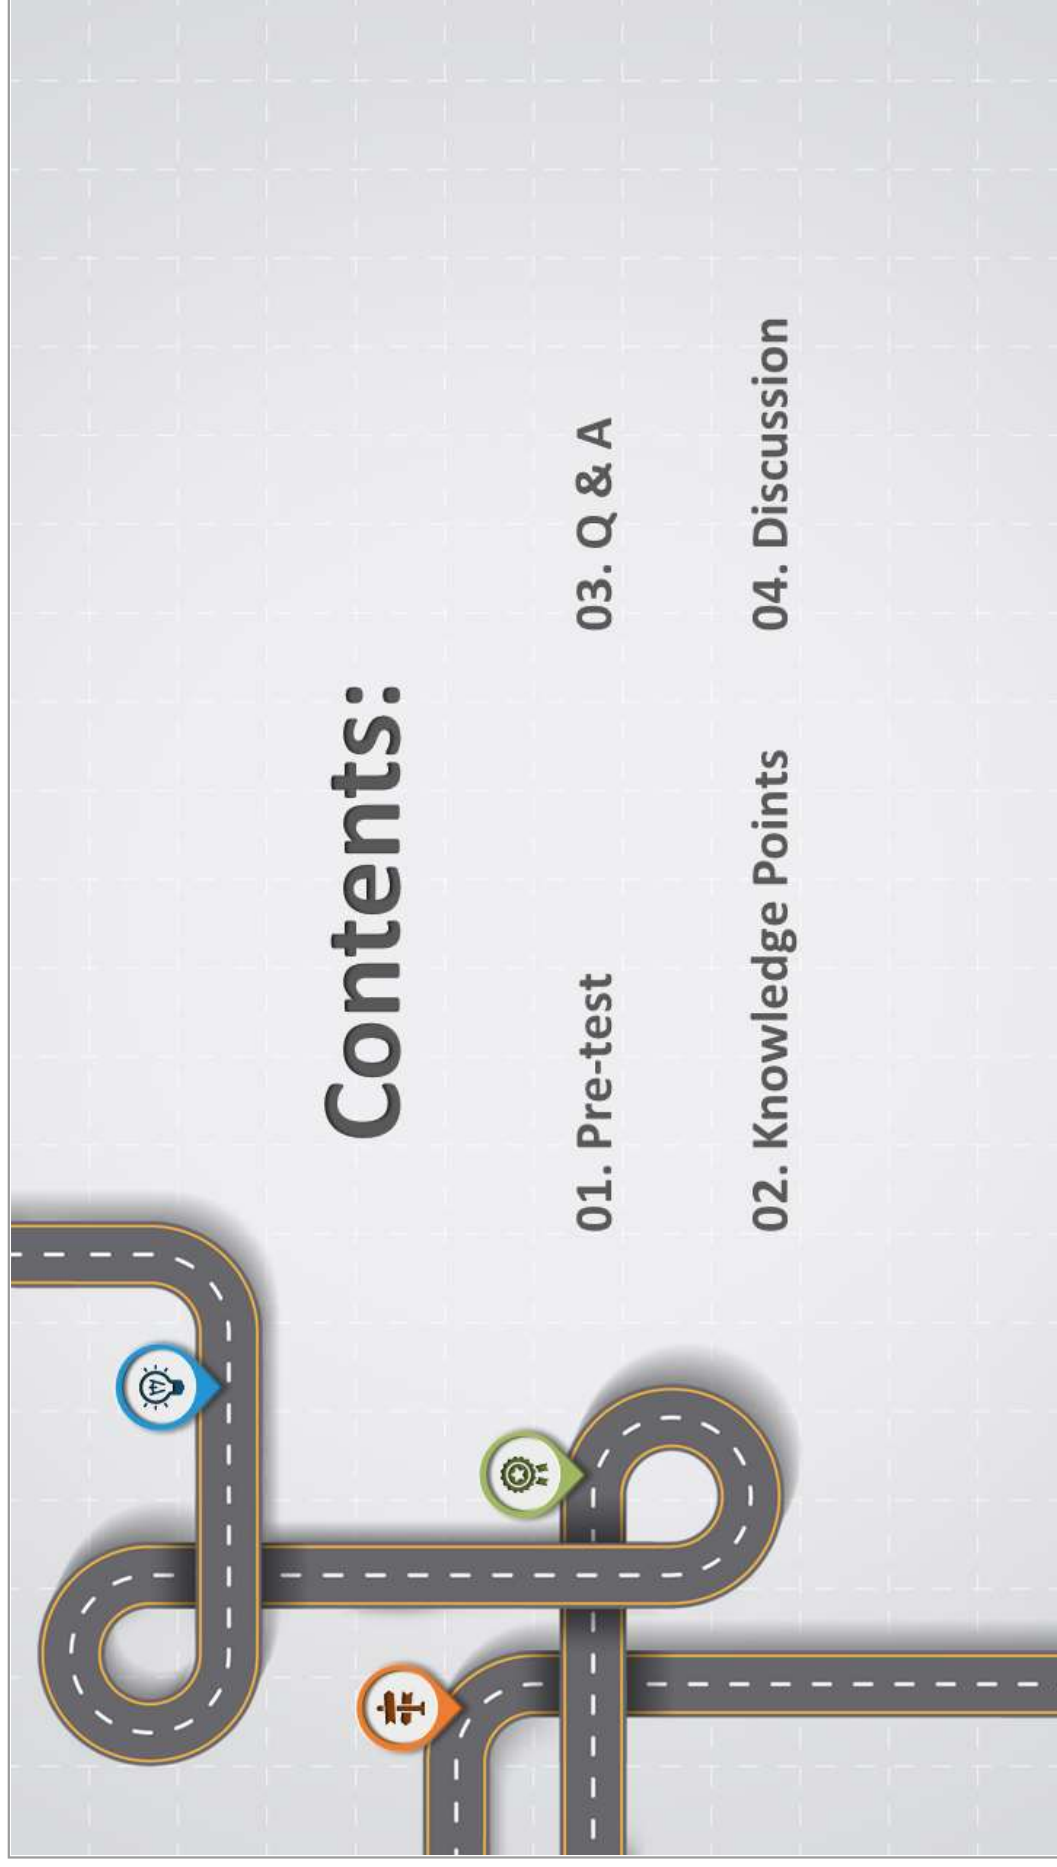 Contents:
01. Pre-test
03. Q & A
02. Knowledge Points
04. Discussion